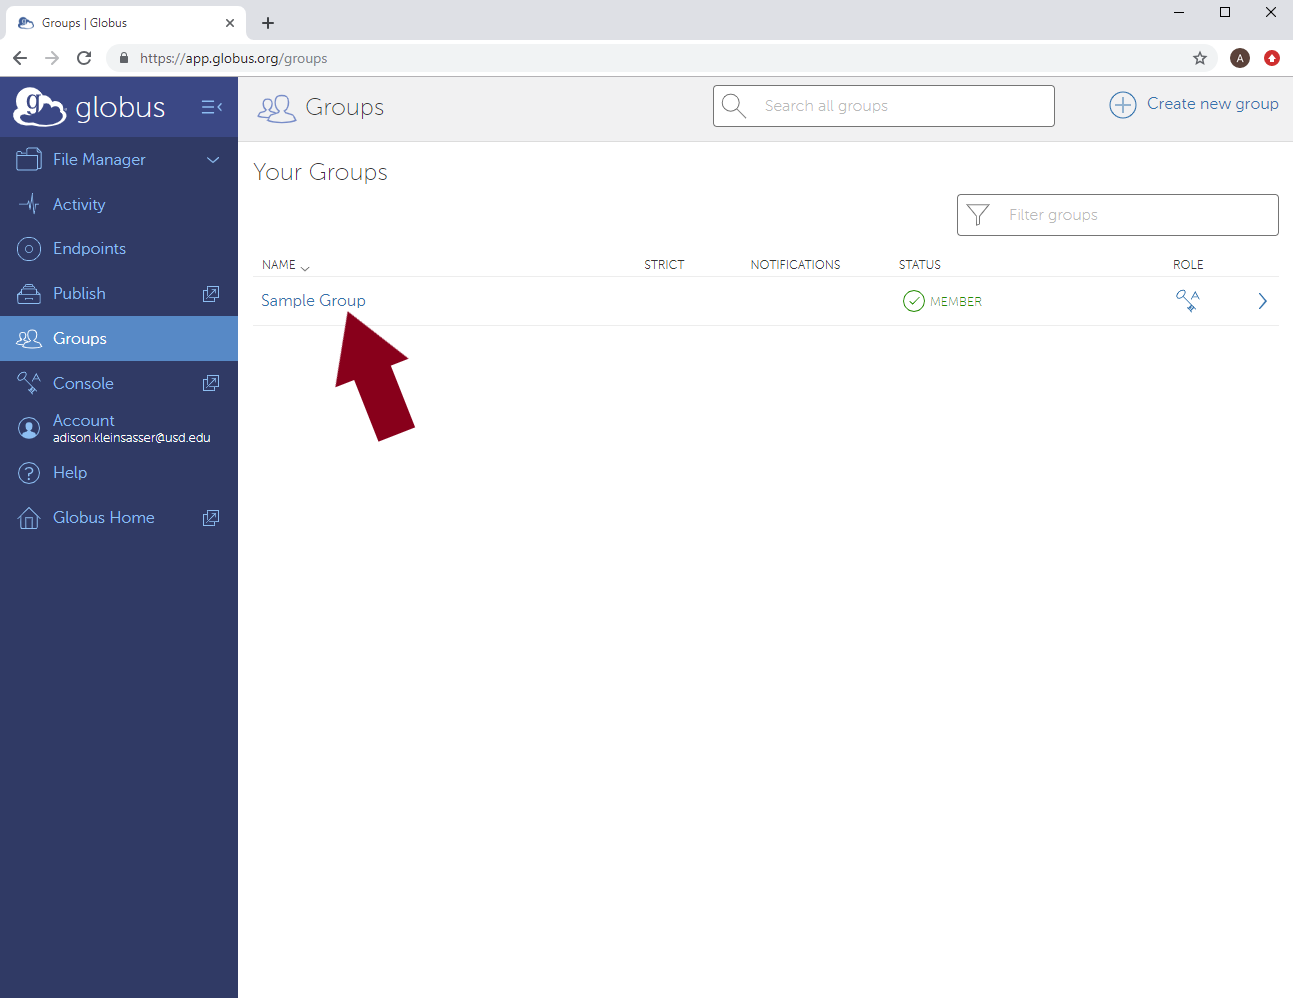 Groups | Globus
https://app.globus.org/groups
A
g globus
Groups
Search all groups
Create new group
File Manager
Activity
Endpoints
Publish
Groups
Console
Account
adison.kleinsasser@usd.edu
Help
Globus Home
Your Groups
Filter groups
NAME STRICT NOTIFICATIONS STATUS ROLE
Sample Group MEMBER